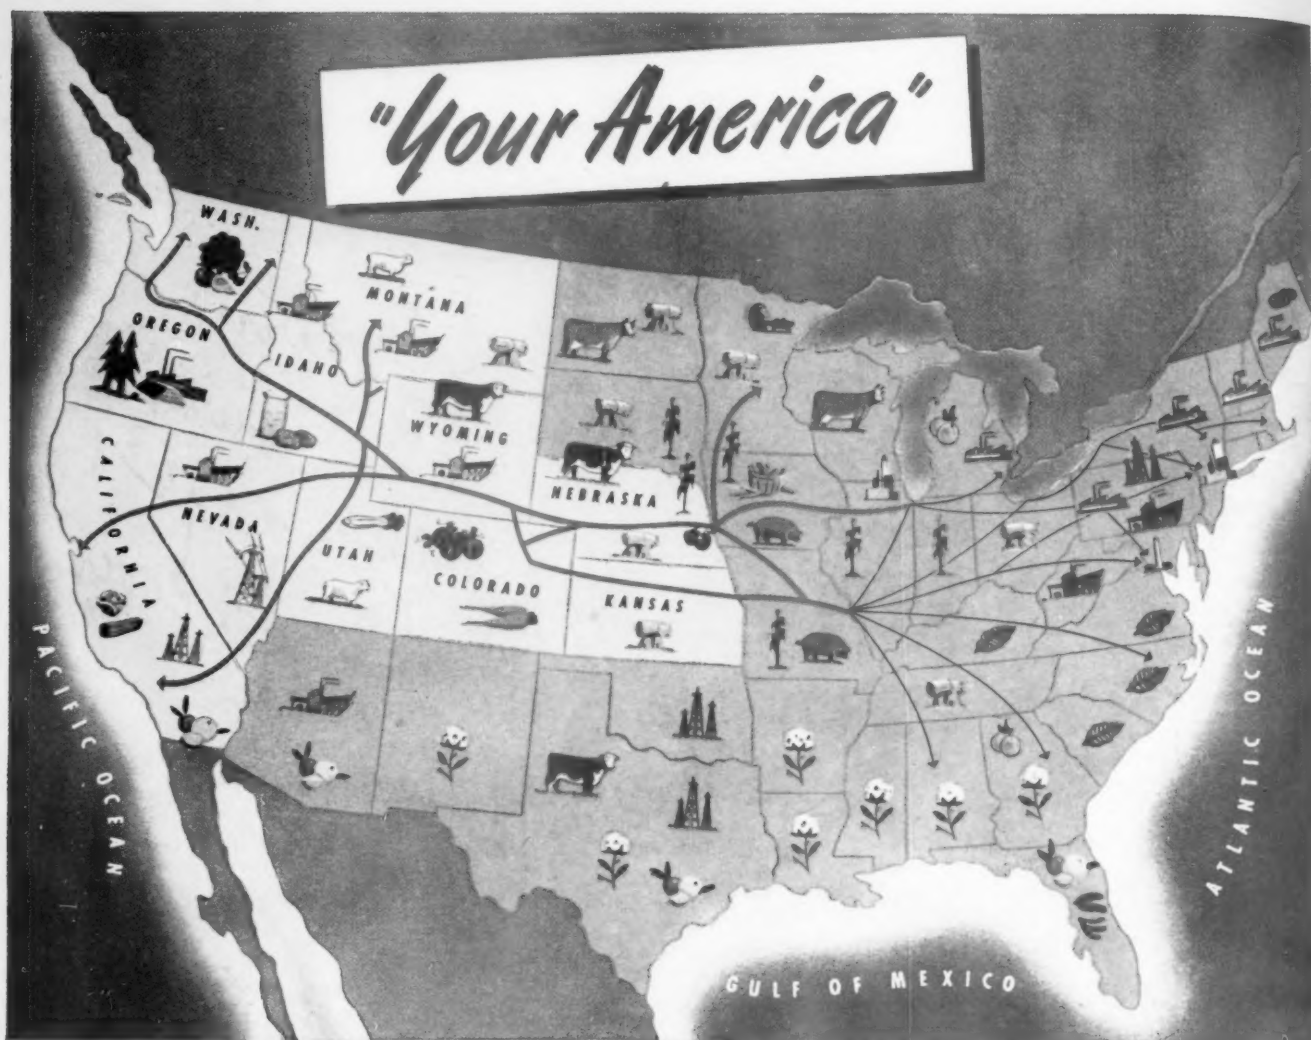 "Your America"
WASH.
MONTANA
OREGON
IDAHO
WYOMING
CALIFORNIA
NEBRASKA
NEVADA
UTAH
COLORADO
KANSAS
PACIFIC OCEAN
ATLANTIC OCEAN
GULF OF MEXICO